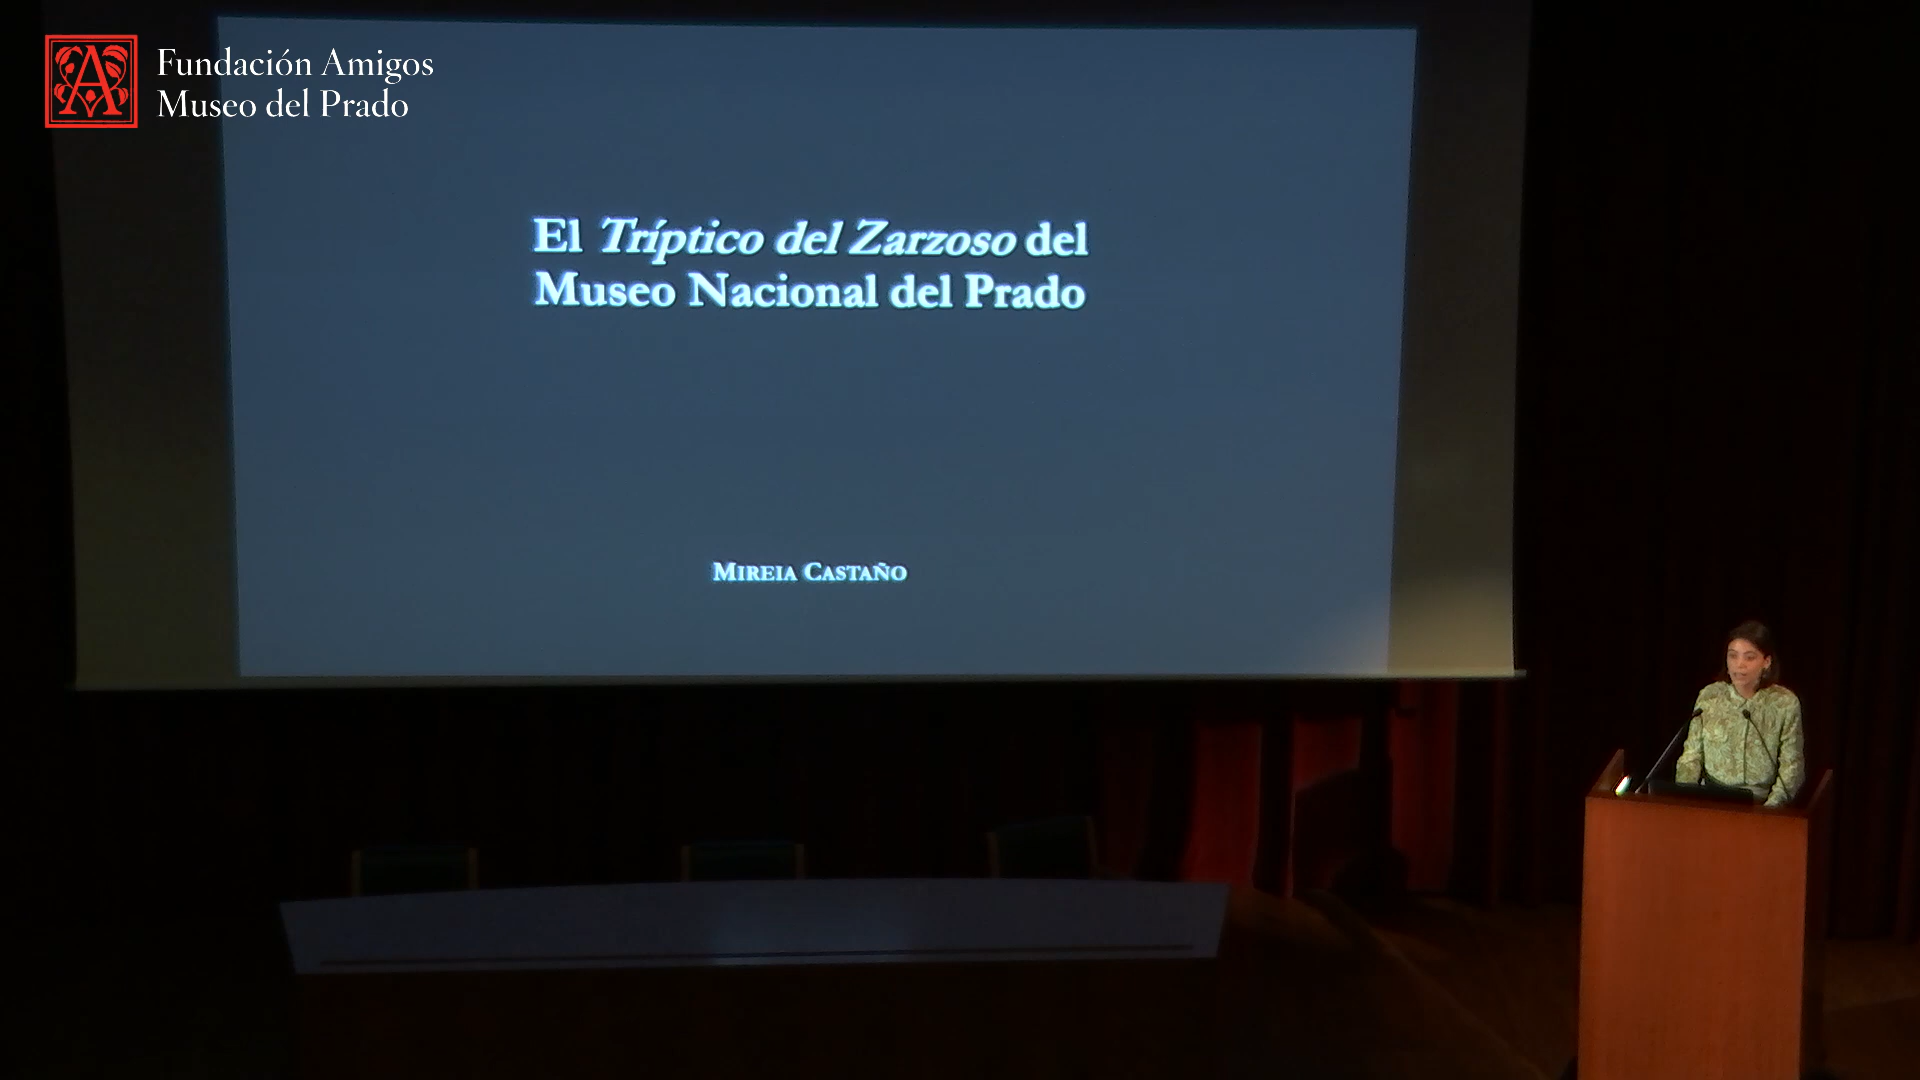 Fundación Amigos
Museo del Prado
El Tríptico del Zarzoso del
Museo Nacional del Prado
MIREIA CASTAÑO